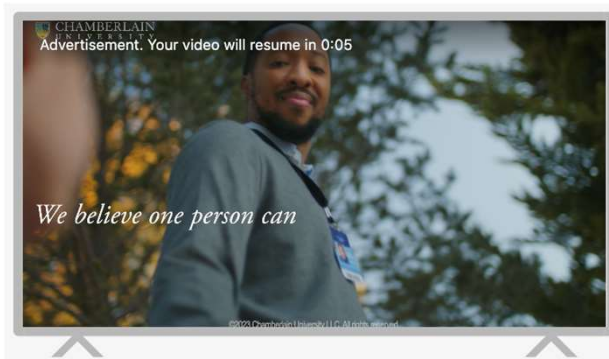 CHAMBERLAIN
UNIVERSITY
Advertisement. Your video will resume in 0:05
We believe one person can
©2023 Chamberlain University LLC. All rights reserved.